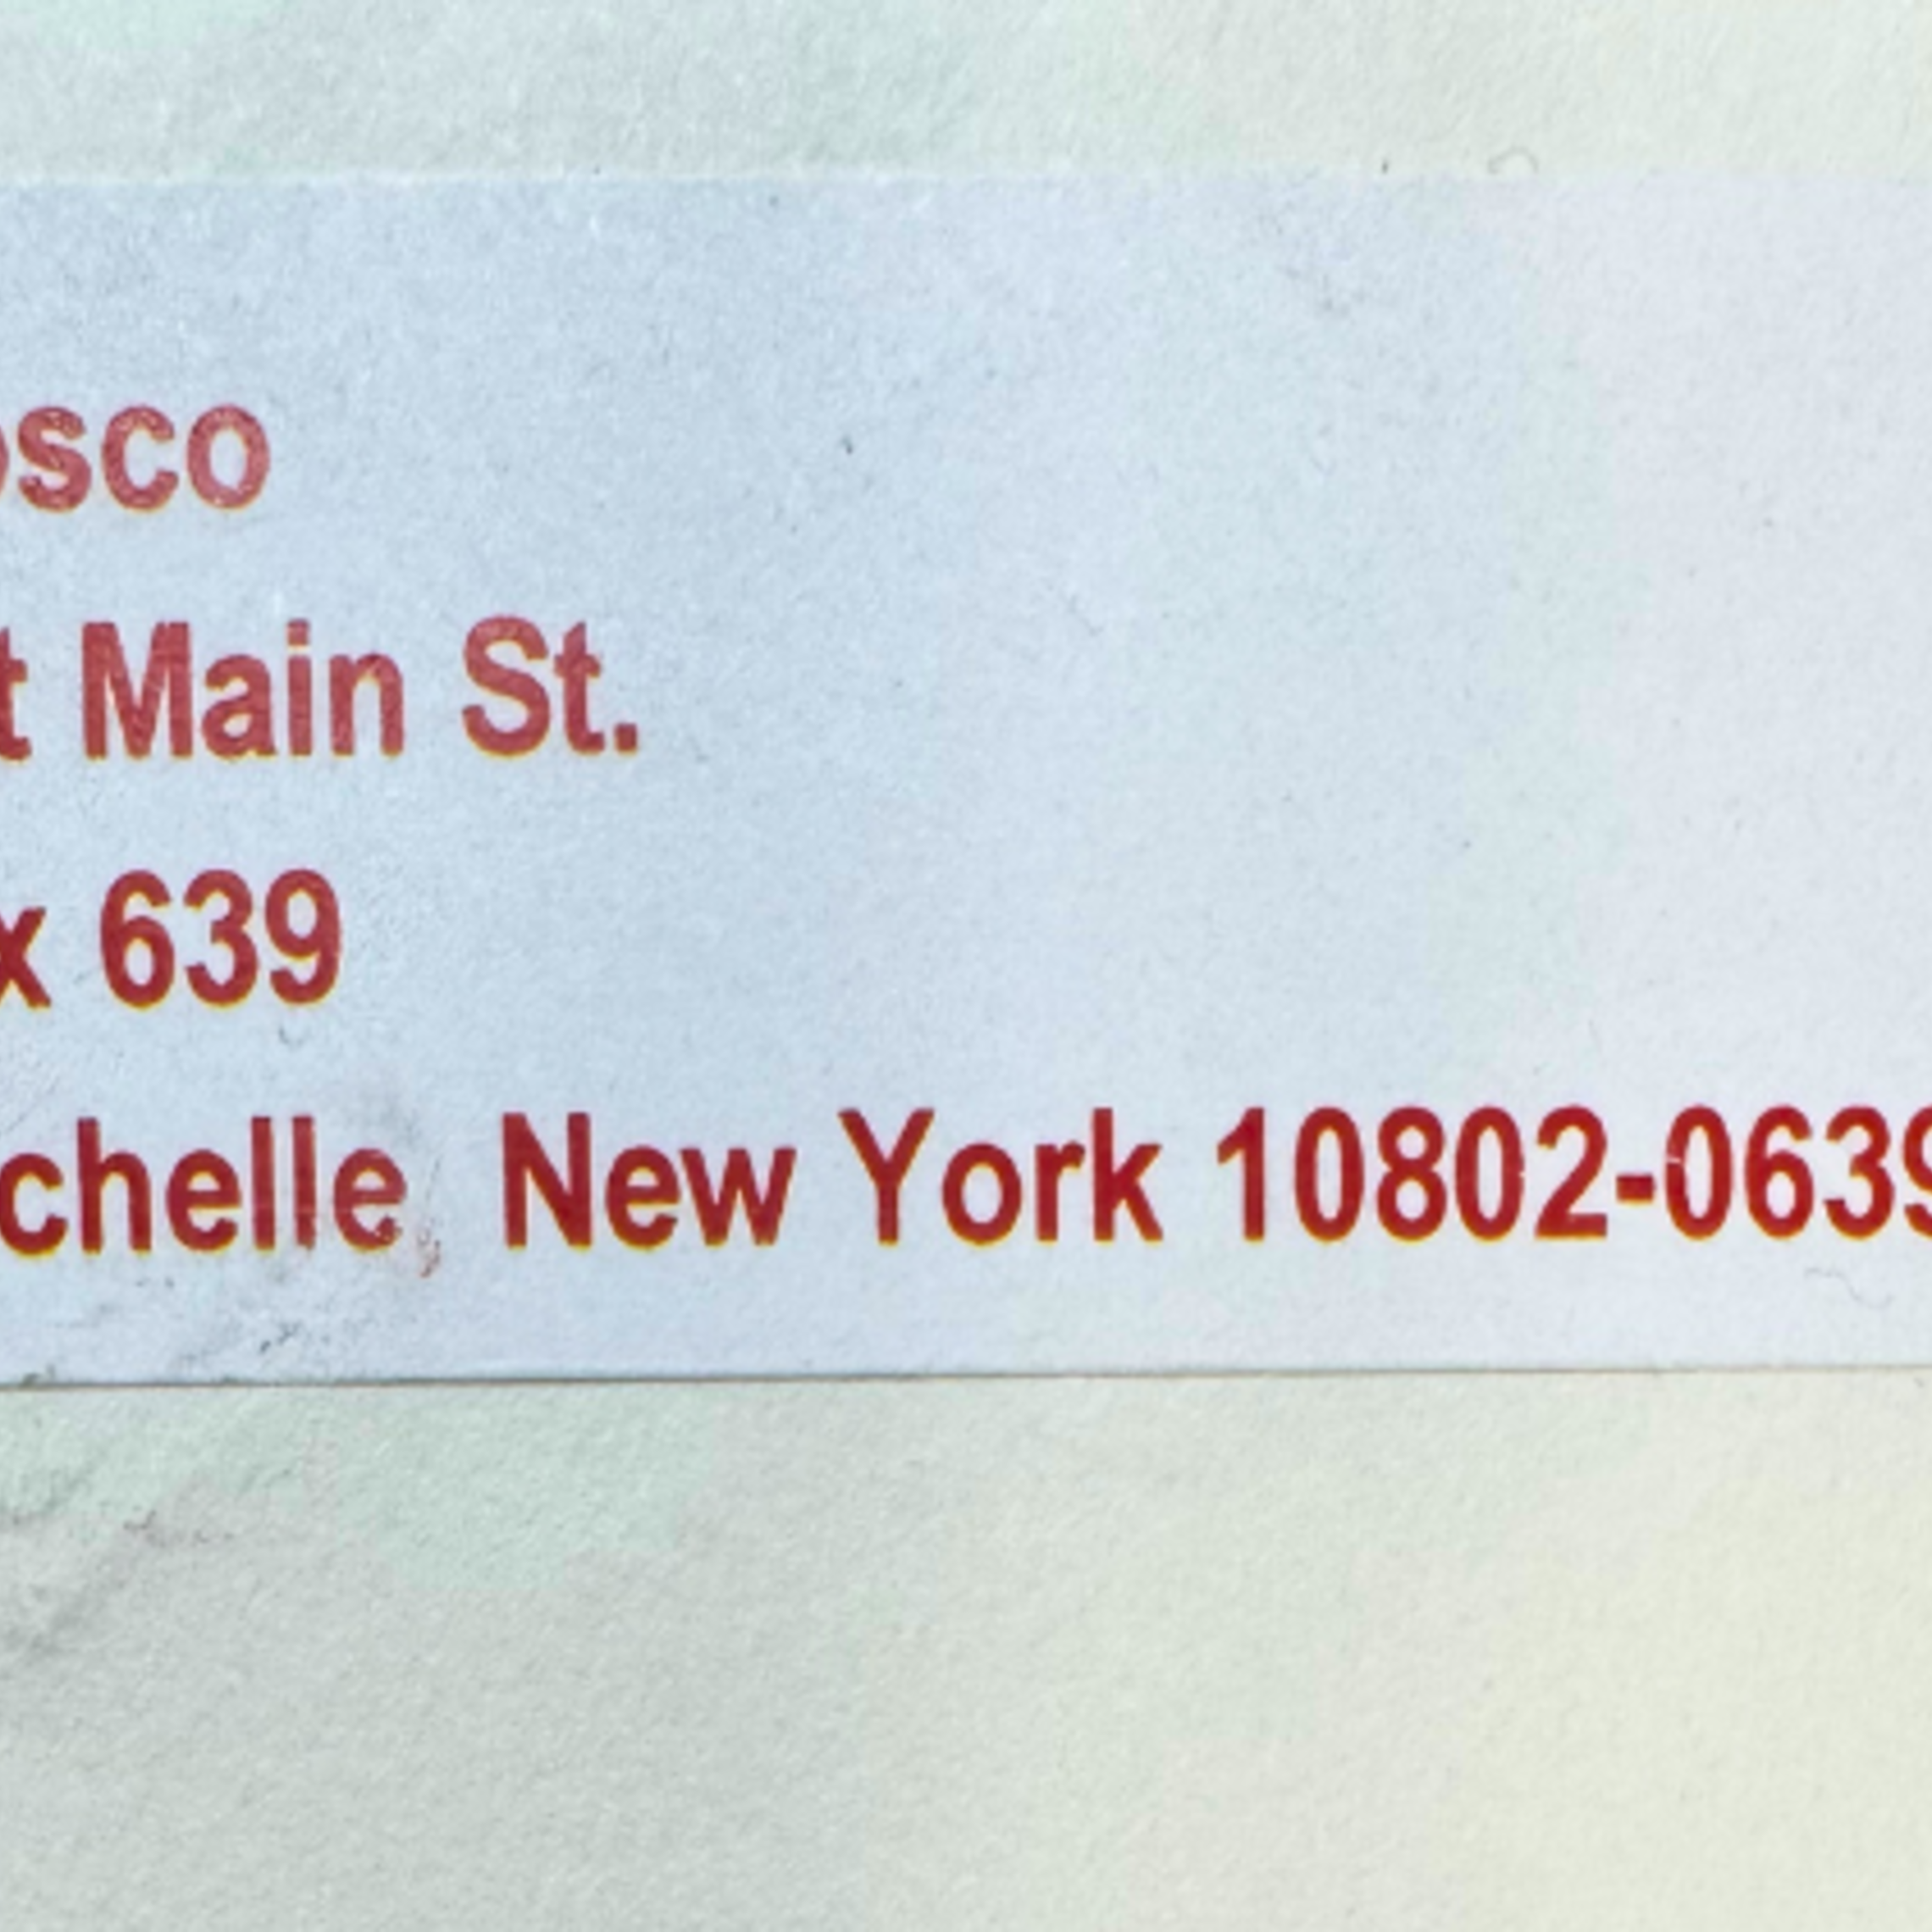 osco
t Main St.
x 639
chelle, New York 10802-0639